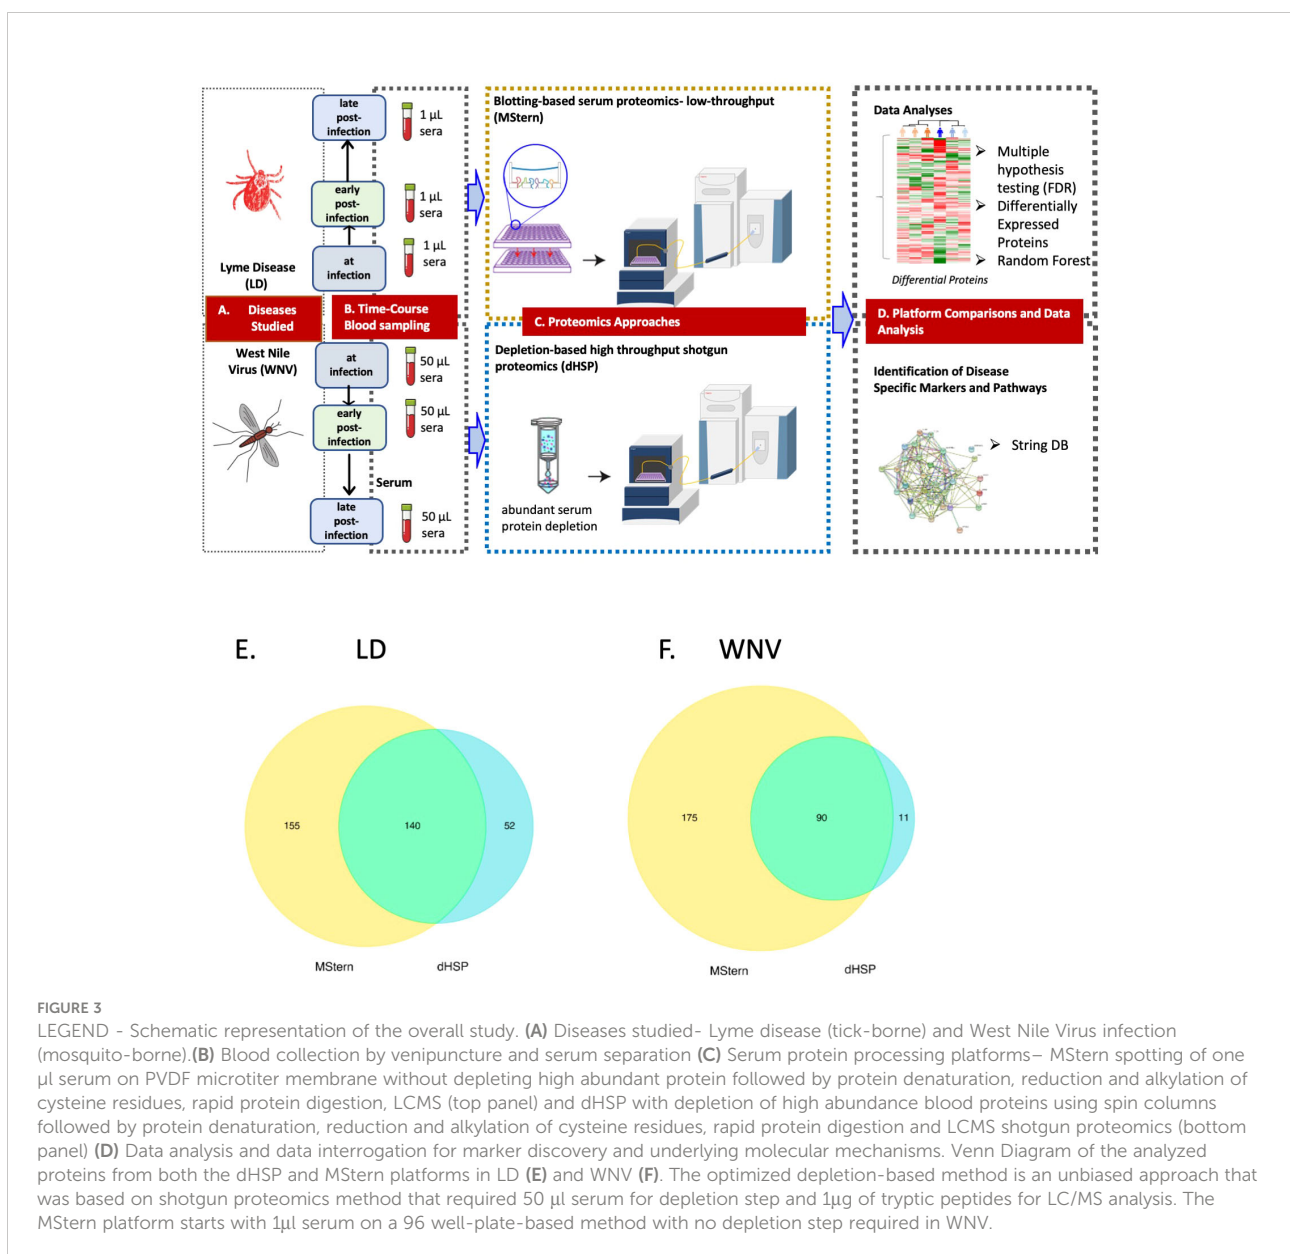 late
post-
infection
1 µL
sera
early
post-
infection
1 µL
sera
at
infection
1 µL
sera
Lyme Disease
(LD)
A. Diseases
Studied
B. Time-Course
Blood sampling
West Nile
Virus (WNV)
at
infection
50 µL
sera
early
post-
infection
50 µL
sera
Serum
late
post-
infection
50 µL
sera
Blotting-based serum proteomics- low-throughput
(MStern)
C. Proteomics Approaches
Depletion-based high throughput shotgun
proteomics (dHSP)
abundant serum
protein depletion
Data Analyses
➢ Multiple
hypothesis
testing (FDR)
➢ Differentially
Expressed
Proteins
➢ Random Forest
Differential Proteins
D. Platform Comparisons and Data
Analysis
Identification of Disease
Specific Markers and Pathways
➢ String DB
E. LD
155
140
52
MStern
dHSP
F. WNV
175
90
11
MStern
dHSP
FIGURE 3
LEGEND - Schematic representation of the overall study. (A) Diseases studied- Lyme disease (tick-borne) and West Nile Virus infection
(mosquito-borne).(B) Blood collection by venipuncture and serum separation (C) Serum protein processing platforms– MStern spotting of one
µl serum on PVDF microtiter membrane without depleting high abundant protein followed by protein denaturation, reduction and alkylation of
cysteine residues, rapid protein digestion, LCMS (top panel) and dHSP with depletion of high abundance blood proteins using spin columns
followed by protein denaturation, reduction and alkylation of cysteine residues, rapid protein digestion and LCMS shotgun proteomics (bottom
panel) (D) Data analysis and data interrogation for marker discovery and underlying molecular mechanisms. Venn Diagram of the analyzed
proteins from both the dHSP and MStern platforms in LD (E) and WNV (F). The optimized depletion-based method is an unbiased approach that
was based on shotgun proteomics method that required 50 µl serum for depletion step and 1µg of tryptic peptides for LC/MS analysis. The
MStern platform starts with 1µl serum on a 96 well-plate-based method with no depletion step required in WNV.